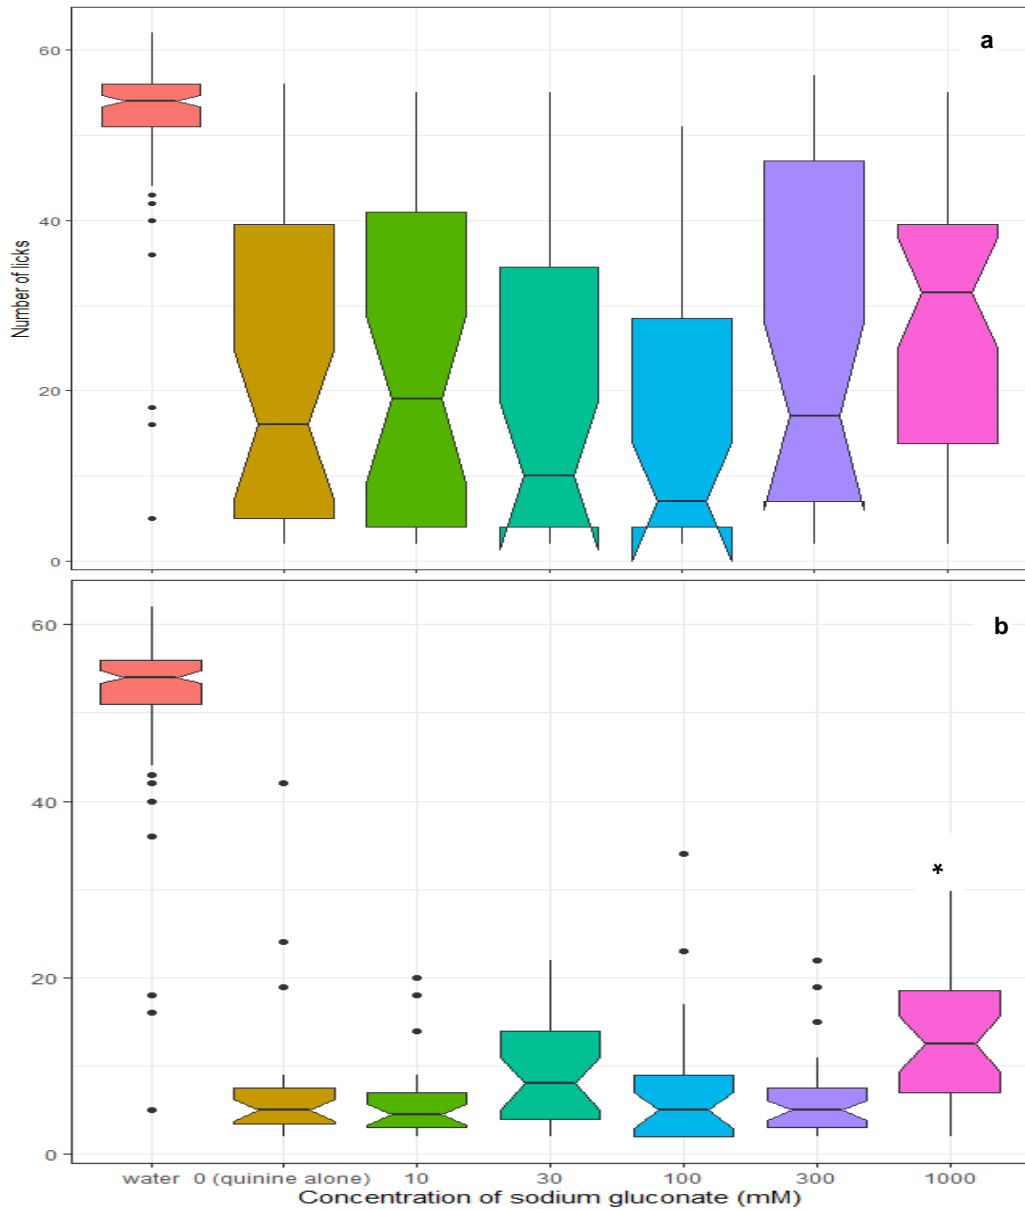 a
60
40
20
0
Number of licks
b
60
40
20
0
*
water 0 (quinine alone) 10 30 100 300 1000
Concentration of sodium gluconate (mM)